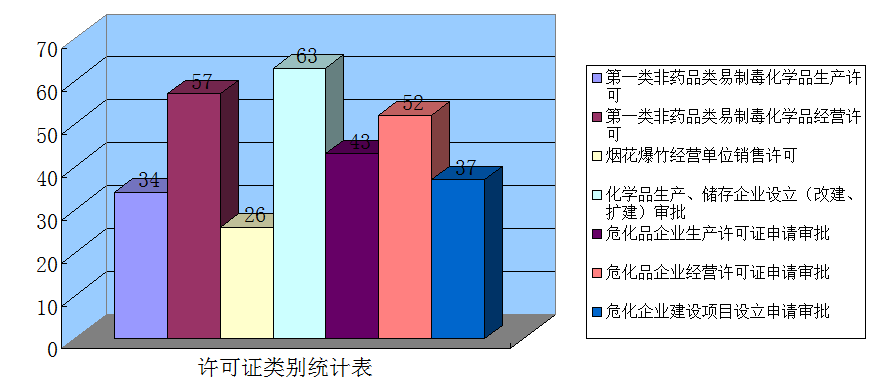 70
60
50
40
30
20
10
0
34
57
26
63
43
52
37
许可证类别统计表
第一类非药品类易制毒化学品生产许
可
第一类非药品类易制毒化学品经营许
可
烟花爆竹经营单位销售许可
化学品生产、储存企业设立（改建、
扩建）审批
危化品企业生产许可证申请审批
危化品企业经营许可证申请审批
危化企业建设项目设立申请审批